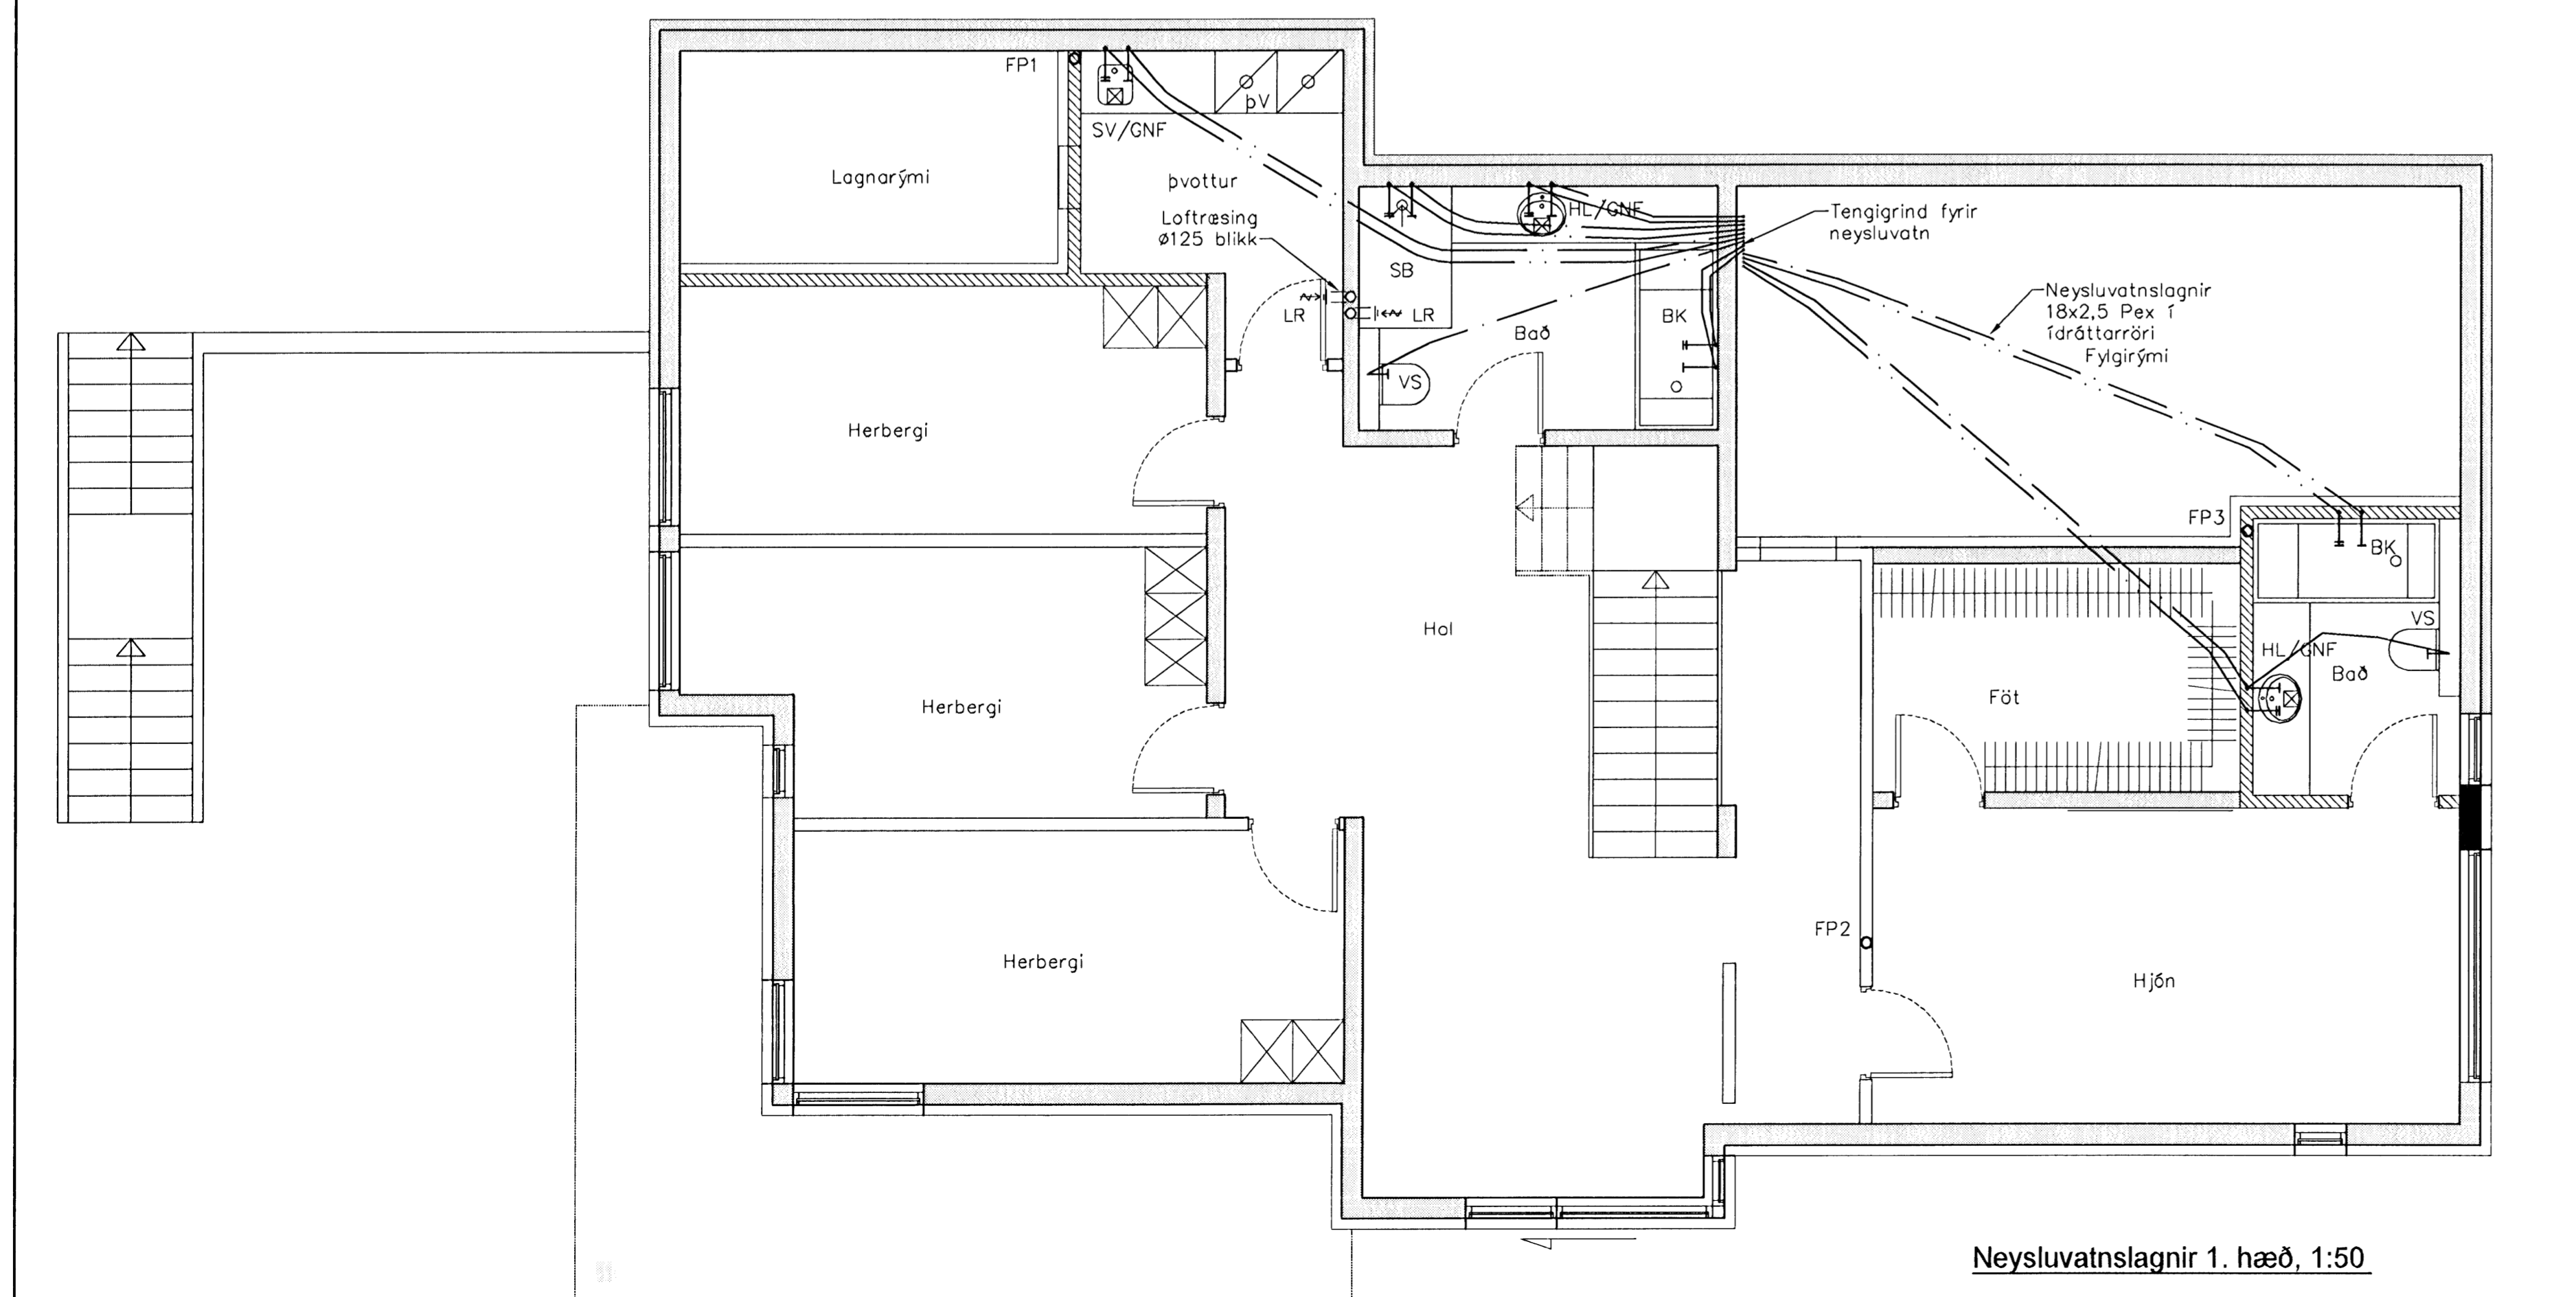 FP1
þV
SV/GNF
Lagnarými
þvottur
Loftræsing
ø125 blikk
HL/GNF
Tengigrind fyrir
neysluvatn
SB
LR
LR
Bað
BK
VS
Neysluvatnslagnir
18x2,5 Pex í
ídráttarröri
Fylgirými
Herbergi
FP3
BK
VS
HL/GNF
Bað
Hol
Föt
Herbergi
FP2
Herbergi
Hjón
Neysluvatnslagnir 1. hæð, 1:50